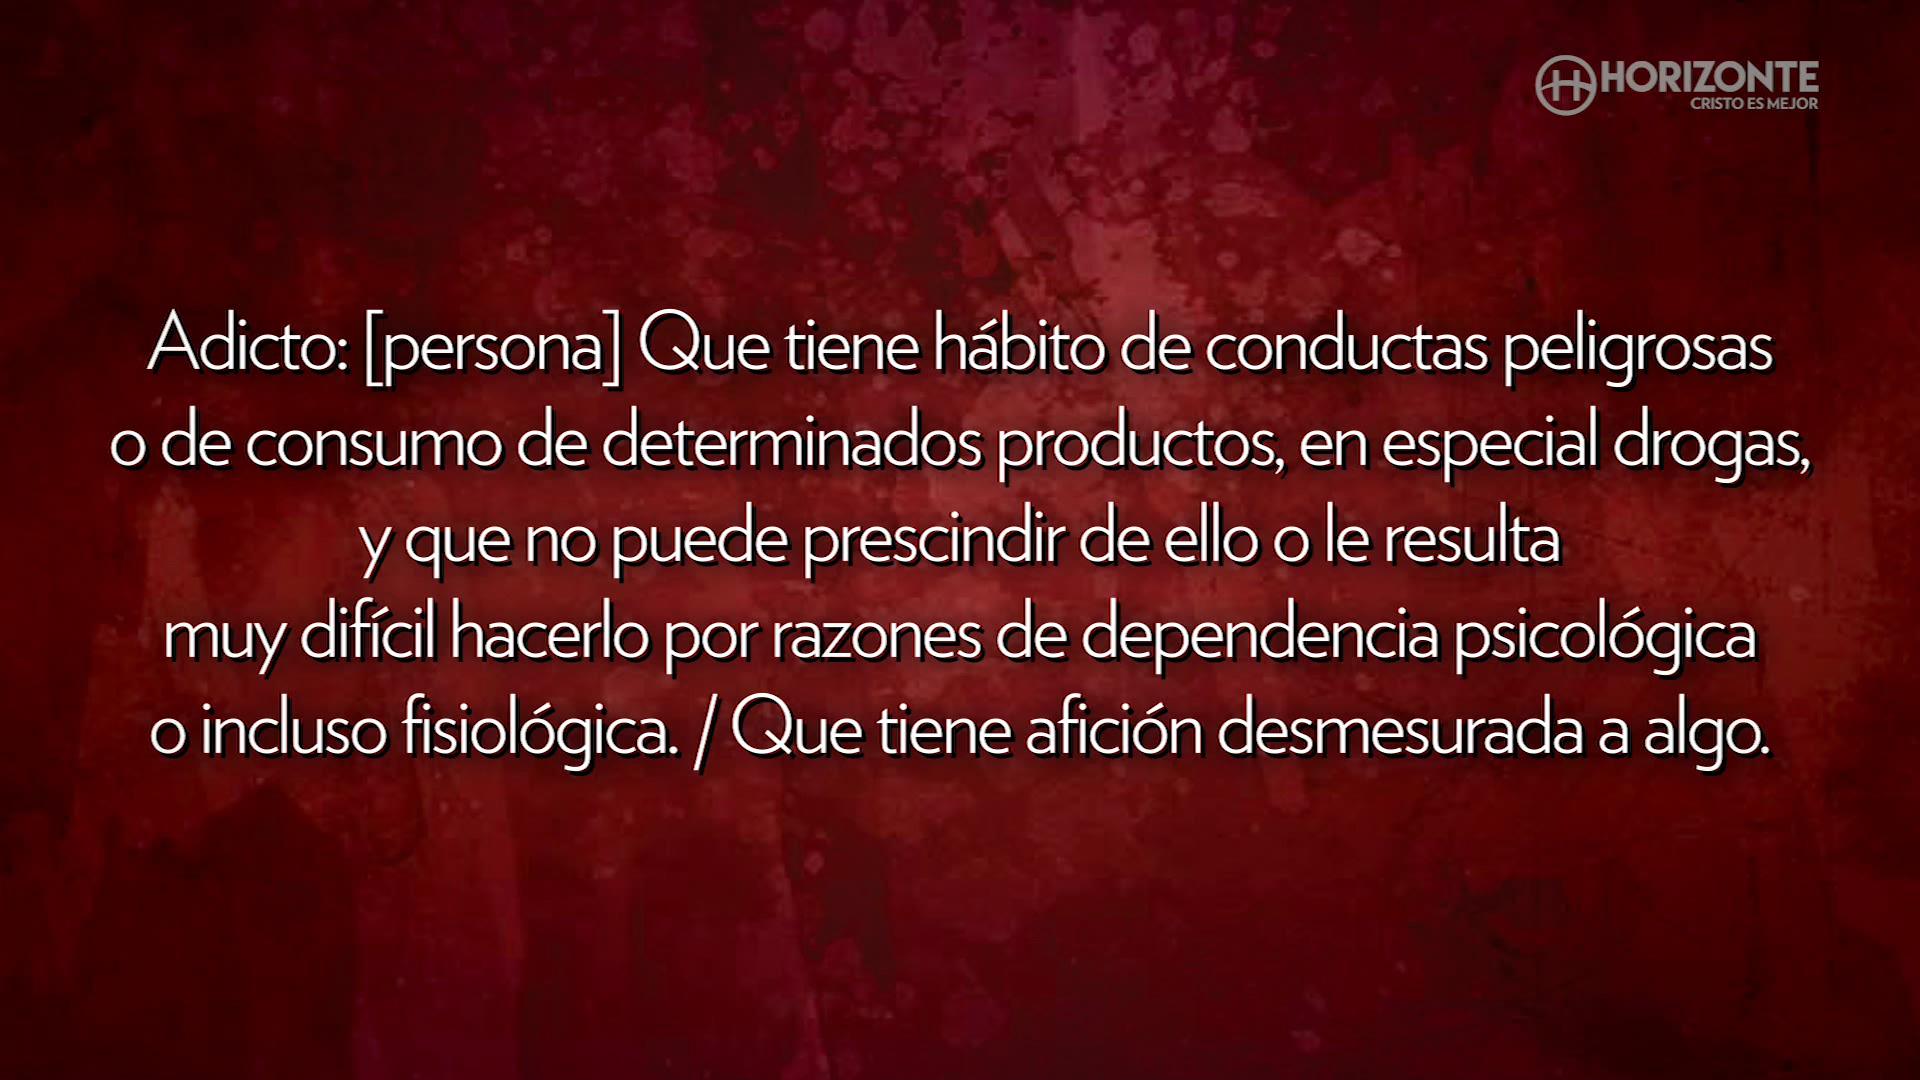 HORIZONTE
CRISTO ES MEJOR
Adicto: [persona] Que tiene hábito de conductas peligrosas
o de consumo de determinados productos, en especial drogas,
y que no puede prescindir de ello o le resulta
muy difícil hacerlo por razones de dependencia psicológica
o incluso fisiológica. / Que tiene afición desmesurada a algo.